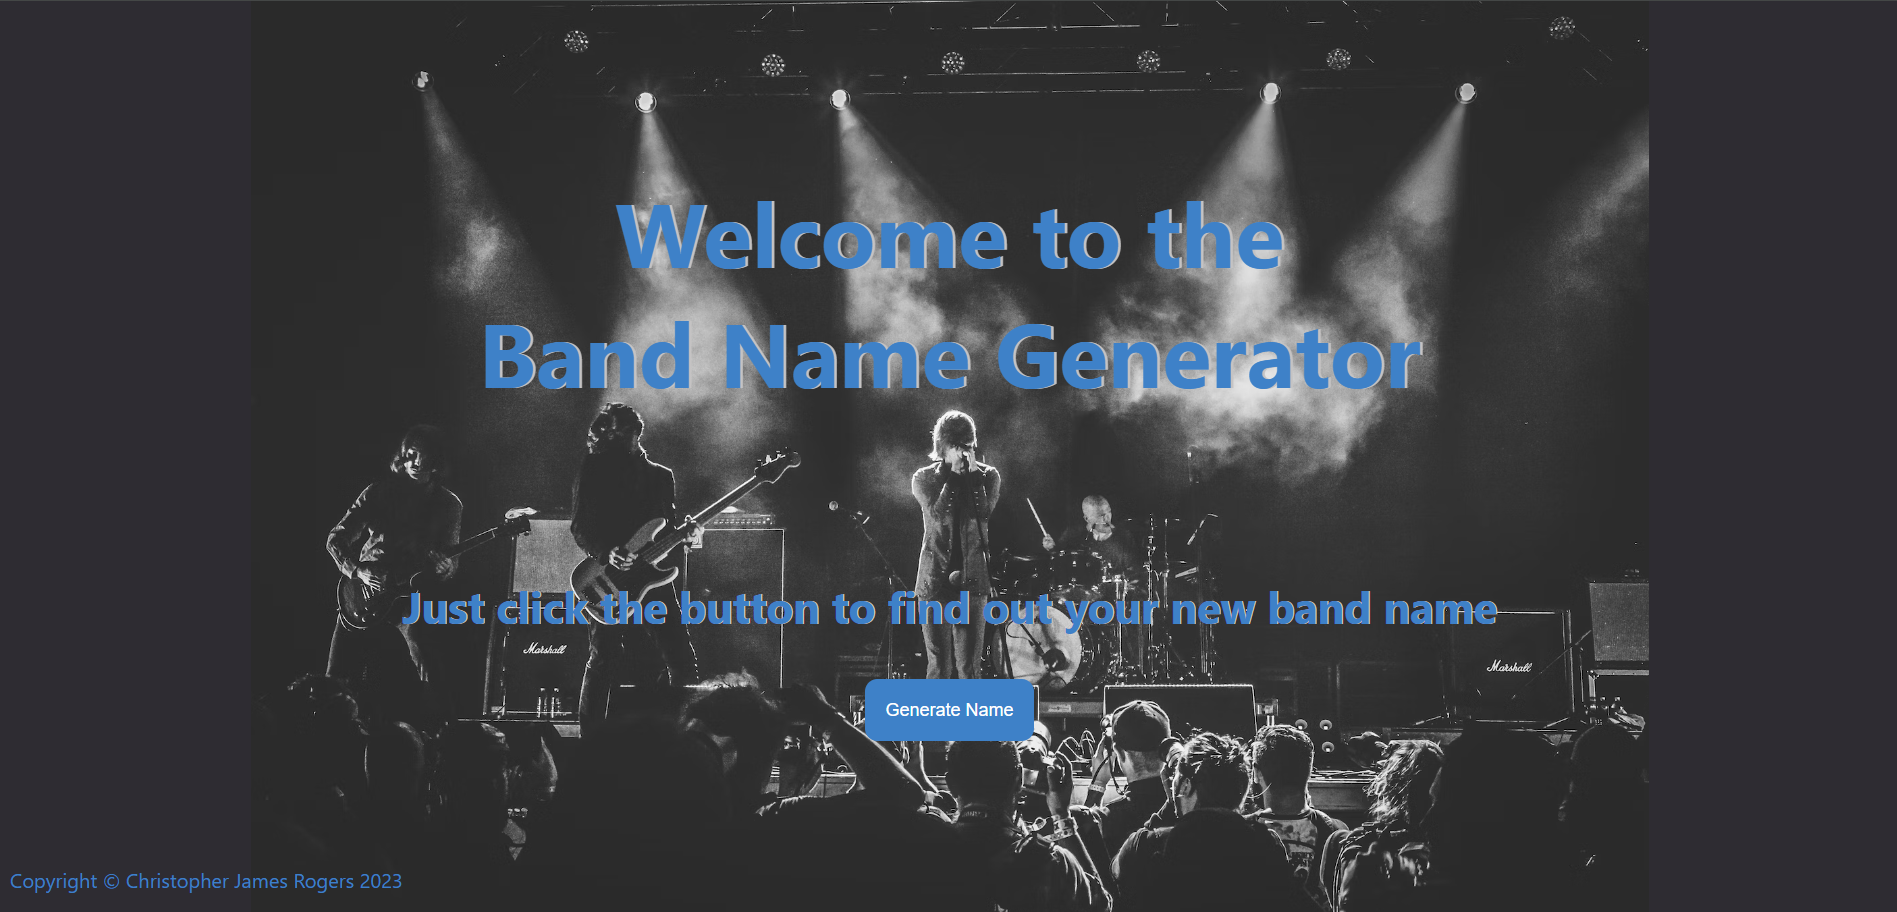 Welcome to the
Band Name Generator
Just click the button to find out your new band name
Marshall
Marshall
Generate Name
Copyright © Christopher James Rogers 2023